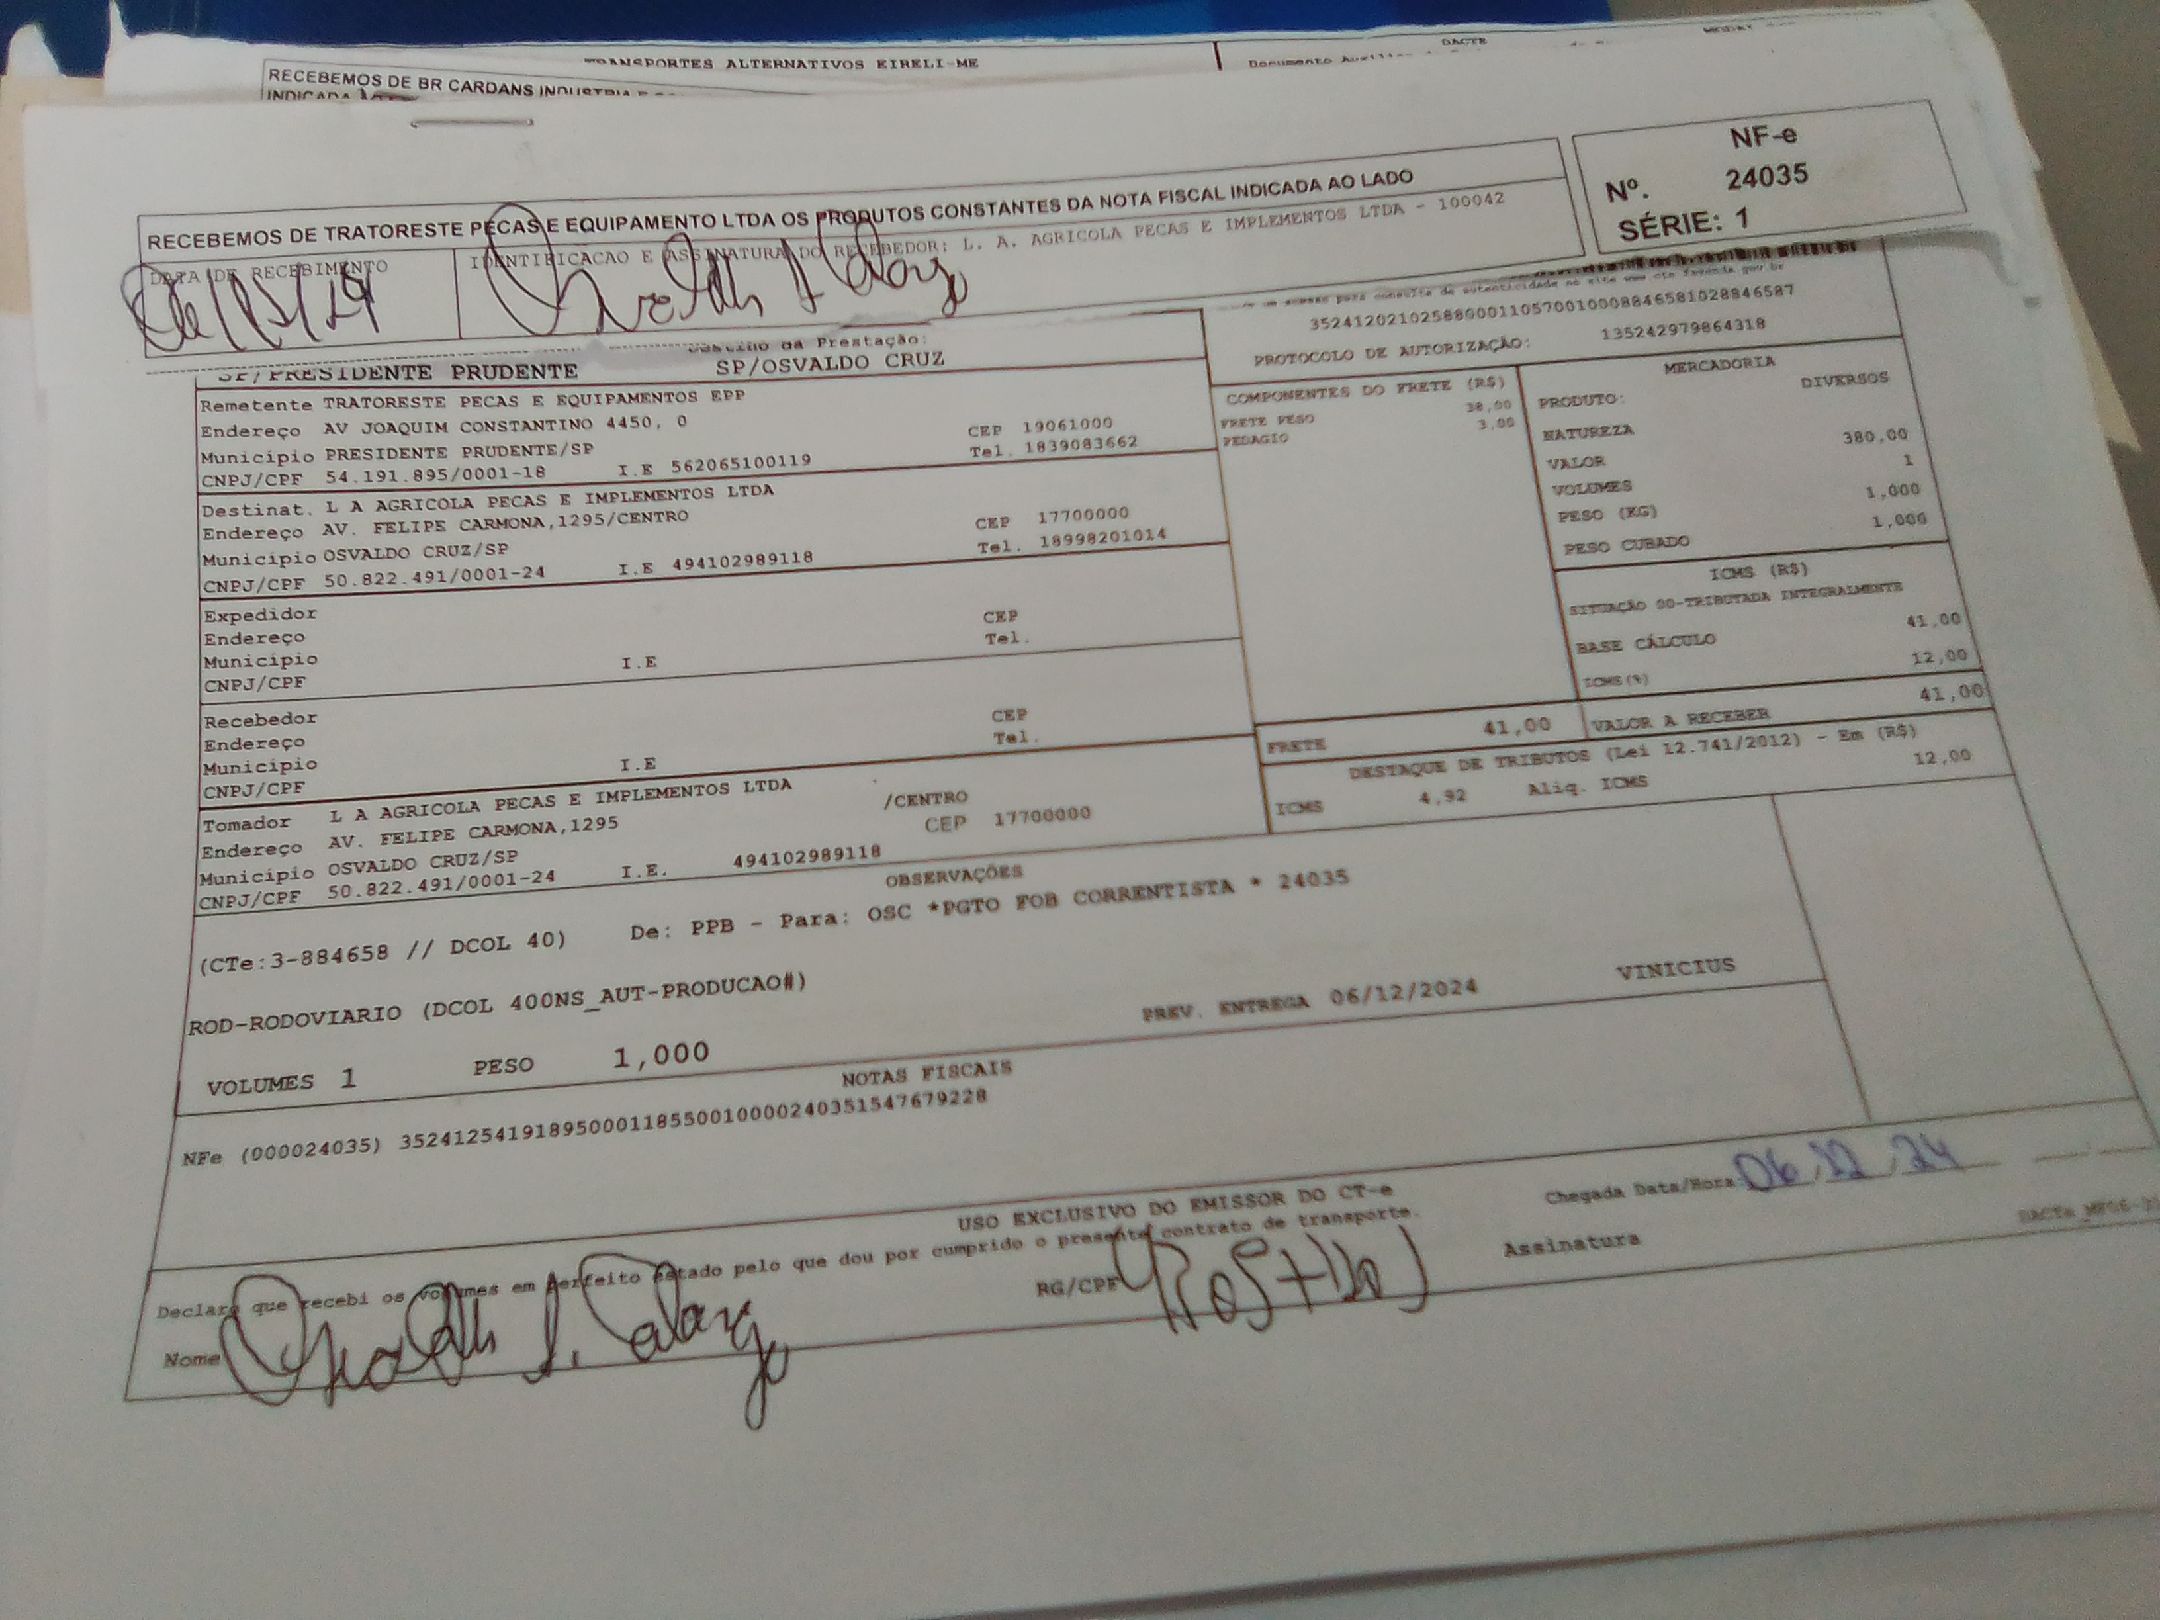 TRANSPORTES ALTERNATIVOS EIRELI-ME
DACTE
RECEBEMOS DE BR CARDANS INDUSTRIA E
INDICADA
NF-e
Nº. 24035
SÉRIE: 1
RECEBEMOS DE TRATORESTE PECAS E EQUIPAMENTO LTDA OS PRODUTOS CONSTANTES DA NOTA FISCAL INDICADA AO LADO
DATA DE RECEBIMENTO
IDENTIFICACAO E ASSINATURA DO RECEBEDOR: L. A. AGRICOLA PECAS E IMPLEMENTOS LTDA - 100042
35241202102588000110570010008846581028846587
PROTOCOLO DE AUTORIZAÇÃO: 135242979864318
da Prestação:
SP/PRESIDENTE PRUDENTE SP/OSVALDO CRUZ
Remetente TRATORESTE PECAS E EQUIPAMENTOS EPP
Endereço AV JOAQUIM CONSTANTINO 4450, 0 CEP 19061000
Município PRESIDENTE PRUDENTE/SP Tel. 1839083662
CNPJ/CPF 54.191.895/0001-18 I.E 562065100119
Destinat. L A AGRICOLA PECAS E IMPLEMENTOS LTDA
Endereço AV. FELIPE CARMONA,1295/CENTRO CEP 17700000
Município OSVALDO CRUZ/SP Tel. 18998201014
CNPJ/CPF 50.822.491/0001-24 I.E 494102989118
Expedidor CEP
Endereço Tel.
Município I.E
CNPJ/CPF
Recebedor CEP
Endereço Tel.
Município I.E
CNPJ/CPF
Tomador L A AGRICOLA PECAS E IMPLEMENTOS LTDA
Endereço AV. FELIPE CARMONA,1295 /CENTRO
Município OSVALDO CRUZ/SP CEP 17700000
CNPJ/CPF 50.822.491/0001-24 I.E. 494102989118
COMPONENTES DO FRETE (R$)
FRETE PESO 38,00
PEDAGIO 3,00
MERCADORIA
PRODUTO: DIVERSOS
NATUREZA
VALOR 380,00
VOLUMES 1
PESO (KG) 1,000
PESO CUBADO 1,000
ICMS (R$)
SITUAÇÃO 00-TRIBUTADA INTEGRALMENTE
BASE CÁLCULO 41,00
ICMS(%) 12,00
FRETE 41,00 VALOR A RECEBER 41,00
DESTAQUE DE TRIBUTOS (Lei 12.741/2012) - Em (R$)
ICMS 4,92 Aliq. ICMS 12,00
OBSERVAÇÕES
(CTe:3-884658 // DCOL 40) De: PPB - Para: OSC *PGTO FOB CORRENTISTA * 24035
ROD-RODOVIARIO (DCOL 400NS_AUT-PRODUCAO#)
PREV. ENTREGA 06/12/2024 VINICIUS
VOLUMES 1 PESO 1,000
NOTAS FISCAIS
NFe (000024035) 35241254191895000118550010000240351547679228
USO EXCLUSIVO DO EMISSOR DO CT-e
Declaro que recebi os volumes em perfeito estado pelo que dou por cumprido o presente contrato de transporte.
Chegada Data/Hora 06 12 24
Nome
RG/CPF
Assinatura